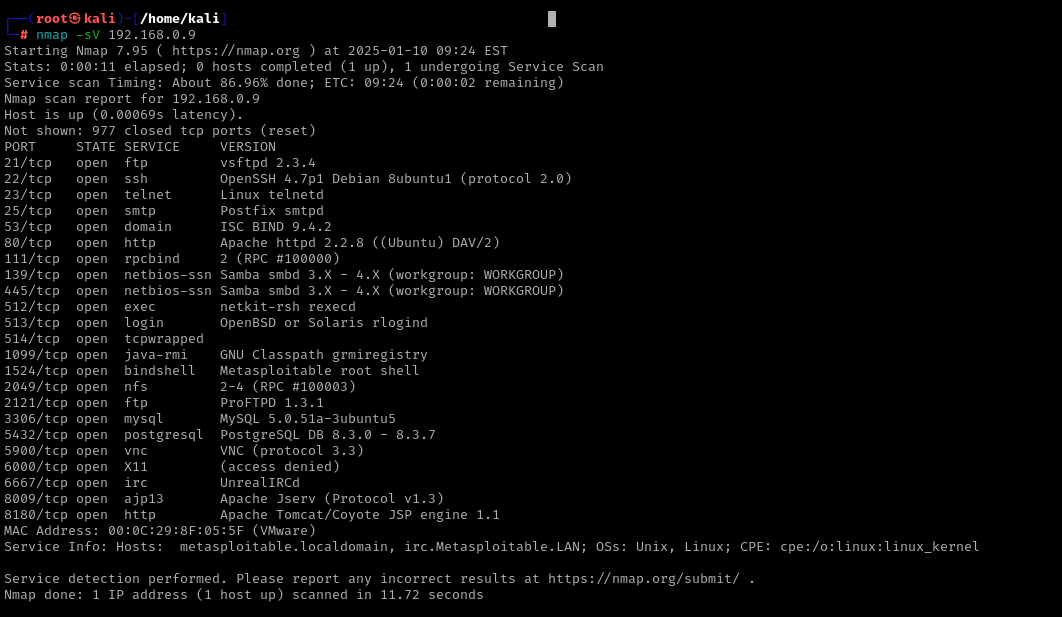 ┌──(root㉿kali)-[/home/kali]
└─# nmap -sV 192.168.0.9
Starting Nmap 7.95 ( https://nmap.org ) at 2025-01-10 09:24 EST
Stats: 0:00:11 elapsed; 0 hosts completed (1 up), 1 undergoing Service Scan
Service scan Timing: About 86.96% done; ETC: 09:24 (0:00:02 remaining)
Nmap scan report for 192.168.0.9
Host is up (0.00069s latency).
Not shown: 977 closed tcp ports (reset)
PORT     STATE SERVICE     VERSION
21/tcp   open  ftp         vsftpd 2.3.4
22/tcp   open  ssh         OpenSSH 4.7p1 Debian 8ubuntu1 (protocol 2.0)
23/tcp   open  telnet      Linux telnetd
25/tcp   open  smtp        Postfix smtpd
53/tcp   open  domain      ISC BIND 9.4.2
80/tcp   open  http        Apache httpd 2.2.8 ((Ubuntu) DAV/2)
111/tcp  open  rpcbind     2 (RPC #100000)
139/tcp  open  netbios-ssn Samba smbd 3.X - 4.X (workgroup: WORKGROUP)
445/tcp  open  netbios-ssn Samba smbd 3.X - 4.X (workgroup: WORKGROUP)
512/tcp  open  exec        netkit-rsh rexecd
513/tcp  open  login       OpenBSD or Solaris rlogind
514/tcp  open  tcpwrapped
1099/tcp open  java-rmi    GNU Classpath grmiregistry
1524/tcp open  bindshell   Metasploitable root shell
2049/tcp open  nfs         2-4 (RPC #100003)
2121/tcp open  ftp         ProFTPD 1.3.1
3306/tcp open  mysql       MySQL 5.0.51a-3ubuntu5
5432/tcp open  postgresql  PostgreSQL DB 8.3.0 - 8.3.7
5900/tcp open  vnc         VNC (protocol 3.3)
6000/tcp open  X11         (access denied)
6667/tcp open  irc         UnrealIRCd
8009/tcp open  ajp13       Apache Jserv (Protocol v1.3)
8180/tcp open  http        Apache Tomcat/Coyote JSP engine 1.1
MAC Address: 00:0C:29:8F:05:5F (VMware)
Service Info: Hosts:  metasploitable.localdomain, irc.Metasploitable.LAN; OSs: Unix, Linux; CPE: cpe:/o:linux:linux_kernel

Service detection performed. Please report any incorrect results at https://nmap.org/submit/ .
Nmap done: 1 IP address (1 host up) scanned in 11.72 seconds